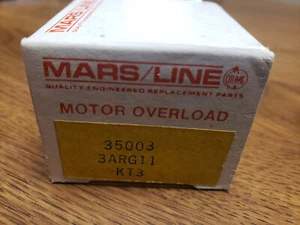 MARS/LINE
QUALITY ENGINEERED REPLACEMENT PARTS
MOTOR OVERLOAD
35003
3ARG11
KT3